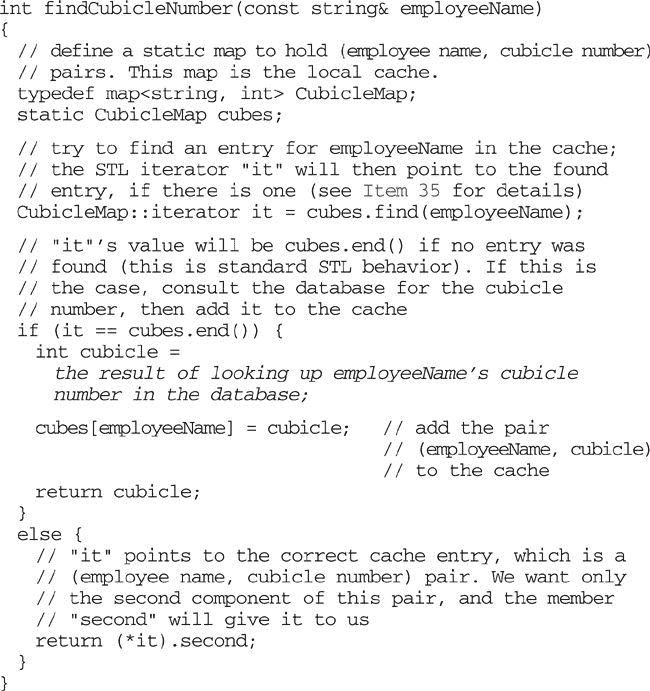 int findCubicleNumber(const string& employeeName)
{
  // define a static map to hold (employee name, cubicle number)
  // pairs. This map is the local cache.
  typedef map<string, int> CubicleMap;
  static CubicleMap cubes;
  // try to find an entry for employeeName in the cache;
  // the STL iterator "it" will then point to the found
  // entry, if there is one (see Item 35 for details)
  CubicleMap::iterator it = cubes.find(employeeName);
  // "it"’s value will be cubes.end() if no entry was
  // found (this is standard STL behavior). If this is
  // the case, consult the database for the cubicle
  // number, then add it to the cache
  if (it == cubes.end()) {
    int cubicle =
      the result of looking up employeeName’s cubicle
      number in the database;
    cubes[employeeName] = cubicle;   // add the pair
                                     // (employeeName, cubicle)
                                     // to the cache
    return cubicle;
  }
  else {
    // "it" points to the correct cache entry, which is a
    // (employee name, cubicle number) pair. We want only
    // the second component of this pair, and the member
    // "second" will give it to us
    return (*it).second;
  }
}